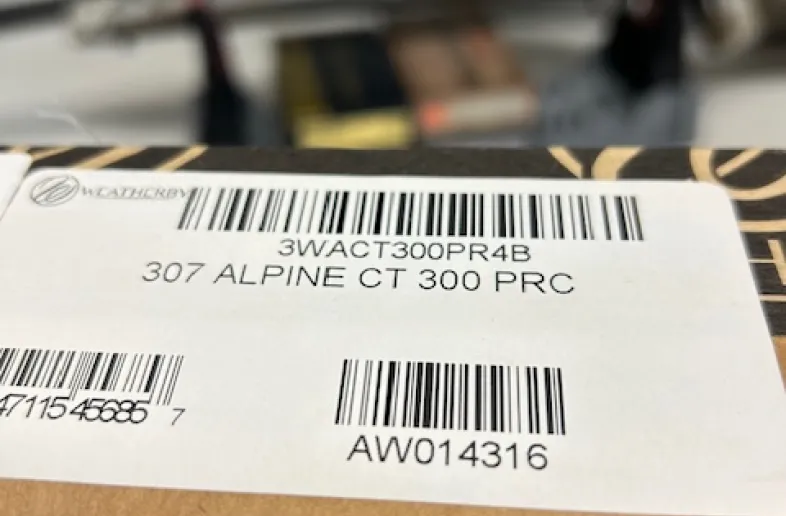 WEATHERBY
3WACT300PR4B
307 ALPINE CT 300 PRC
47115 45685 7
AW014316